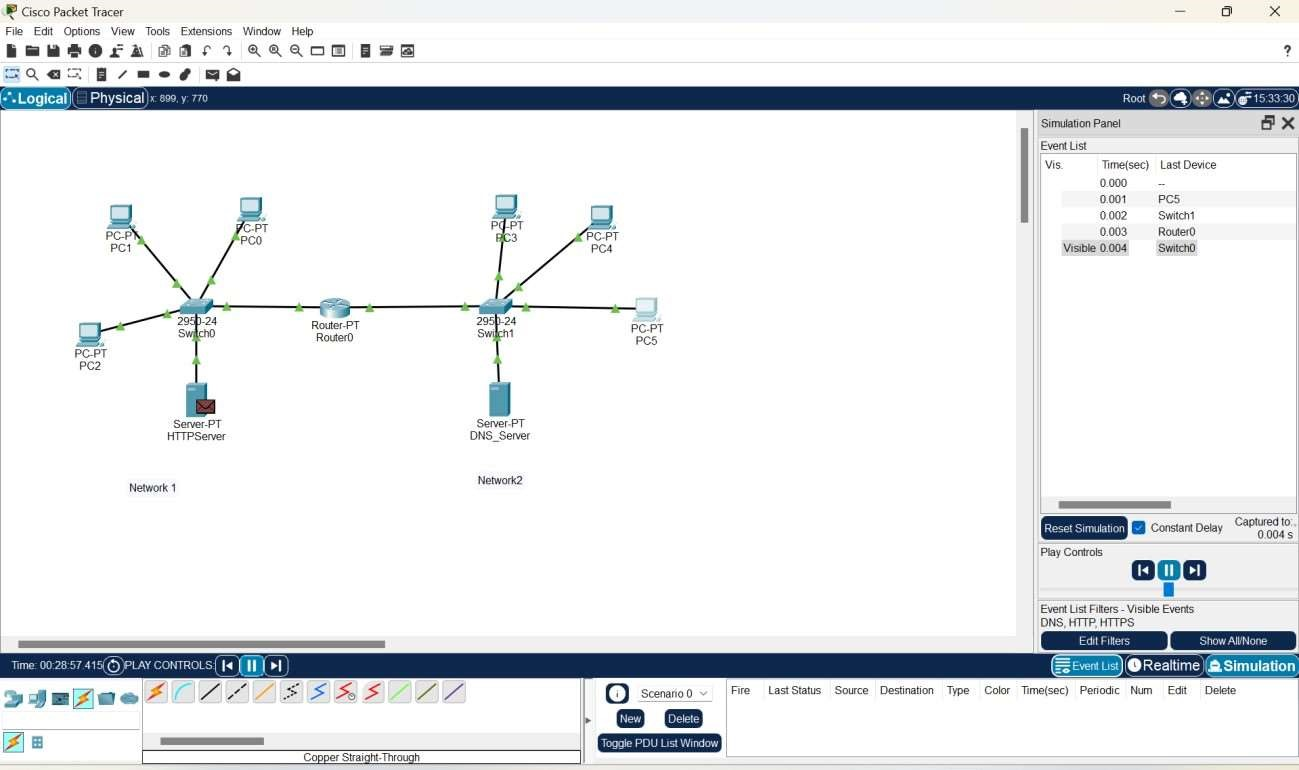 Cisco Packet Tracer
File Edit Options View Tools Extensions Window Help
?
Logical Physical x: 899, y: 770 Root 15:33:30
Simulation Panel
Event List
Vis. Time(sec) Last Device
0.000 --
0.001 PC5
0.002 Switch1
0.003 Router0
Visible 0.004 Switch0
PC-PT
PC1
PC-PT
PC0
PC-PT
PC3
PC-PT
PC4
2950-24
Switch0
Router-PT
Router0
2950-24
Switch1
PC-PT
PC5
PC-PT
PC2
Server-PT
HTTPServer
Server-PT
DNS_Server
Network 1
Network2
Reset Simulation Constant Delay Captured to:
0.004 s
Play Controls
Event List Filters - Visible Events
DNS, HTTP, HTTPS
Edit Filters Show All/None
Time: 00:28:57.415 PLAY CONTROLS: Event List Realtime Simulation
Scenario 0
New Delete
Toggle PDU List Window
Fire Last Status Source Destination Type Color Time(sec) Periodic Num Edit Delete
Copper Straight-Through